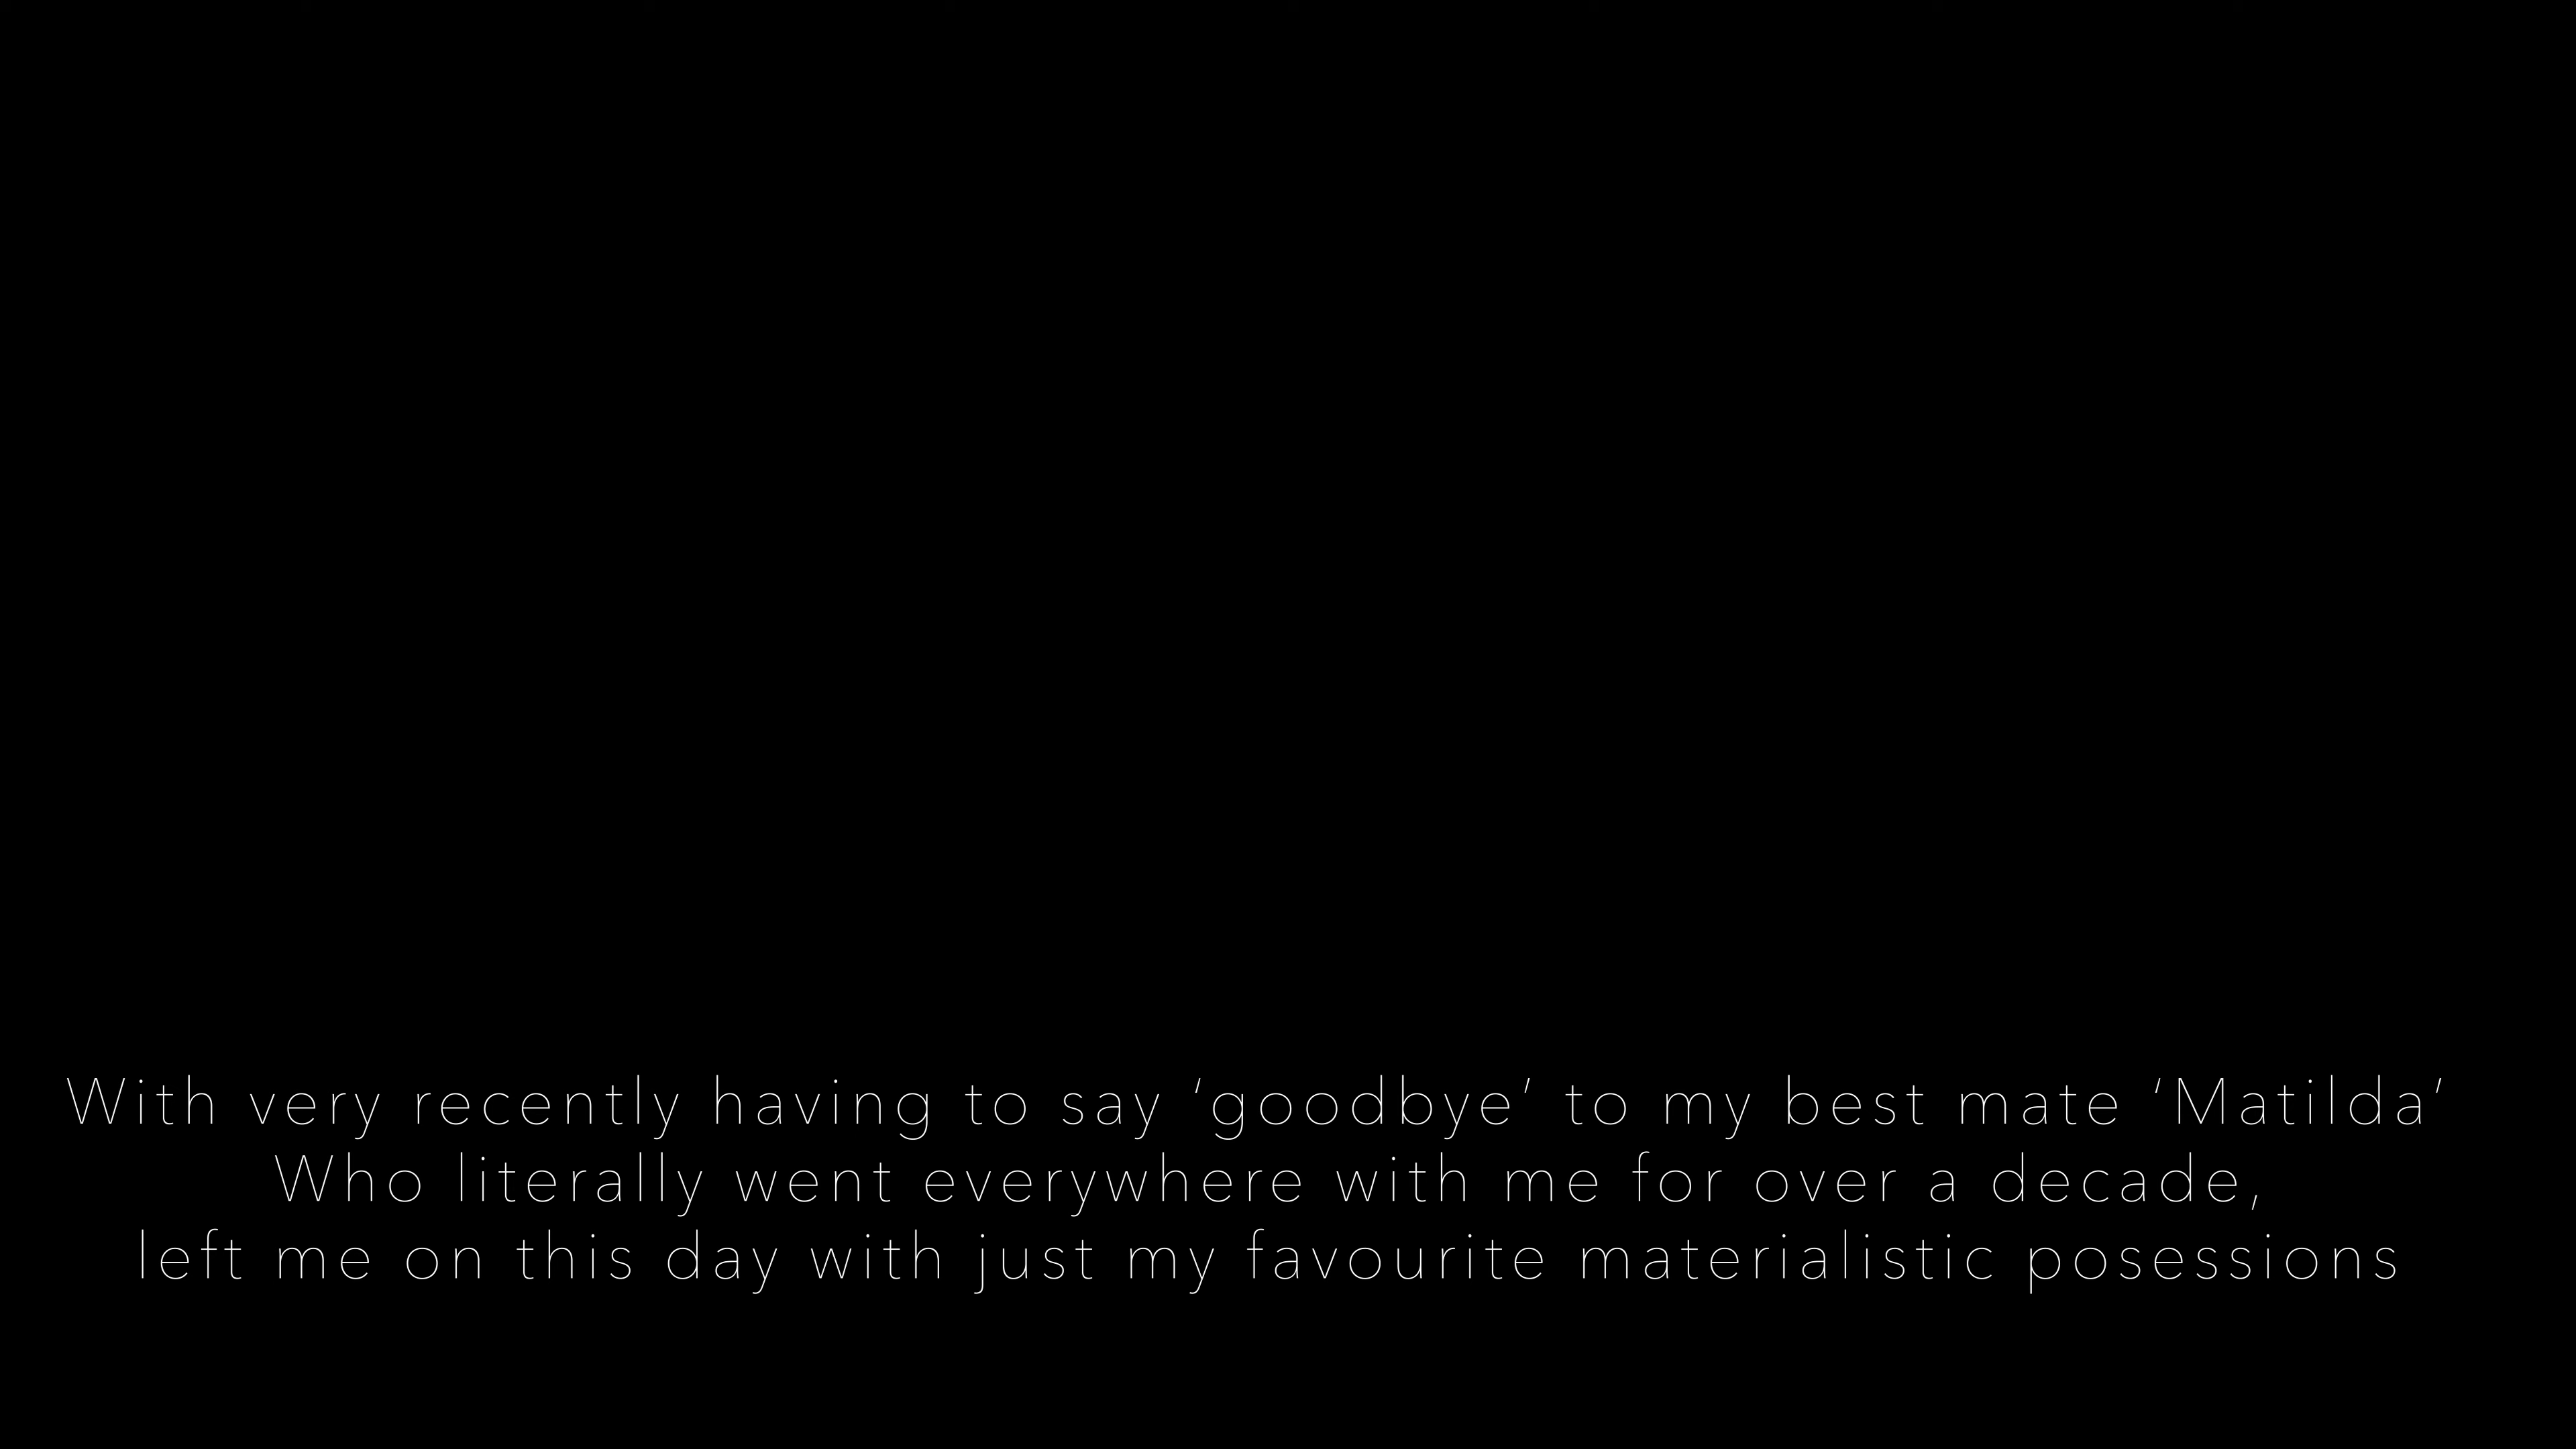 With very recently having to say ‘goodbye’ to my best mate ‘Matilda’
Who literally went everywhere with me for over a decade,
left me on this day with just my favourite materialistic posessions